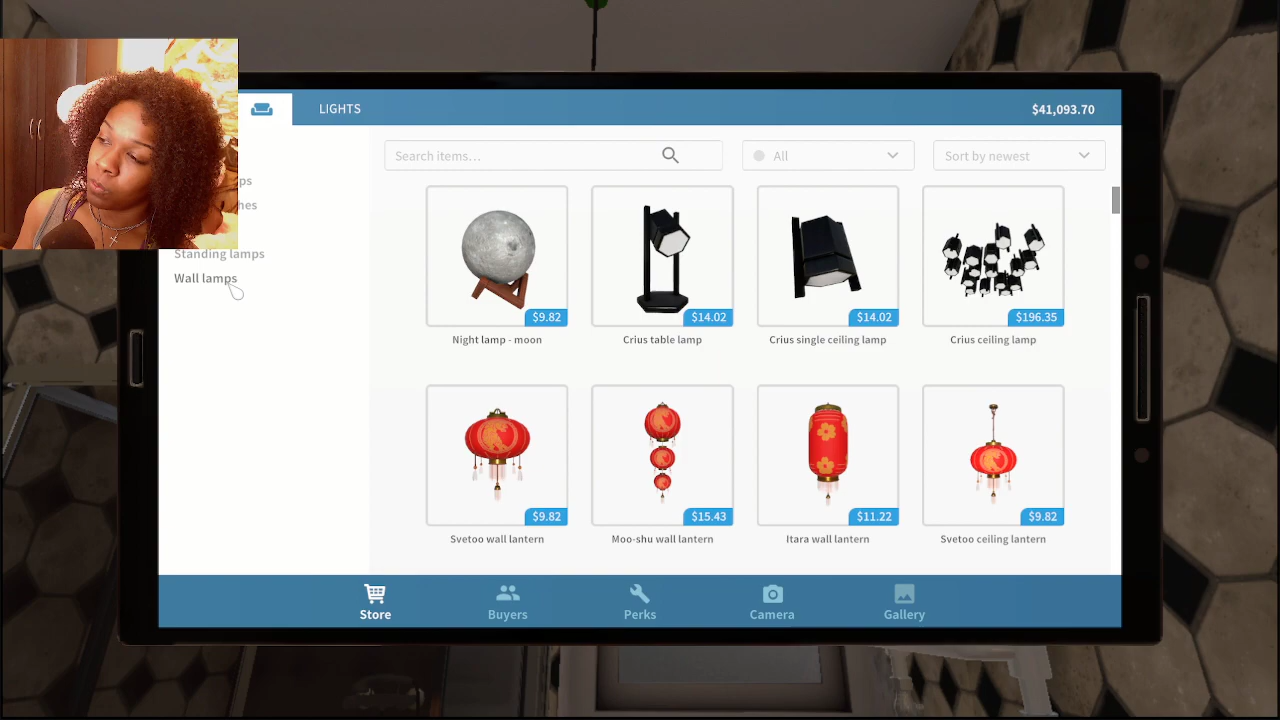 LIGHTS
$41,093.70
Search items...
All
Sort by newest
ps
hes
Standing lamps
Wall lamps
$9.82
$14.02
$14.02
$196.35
Night lamp - moon
Crius table lamp
Crius single ceiling lamp
Crius ceiling lamp
$9.82
$15.43
$11.22
$9.82
Svetoo wall lantern
Moo-shu wall lantern
Itara wall lantern
Svetoo ceiling lantern
Store
Buyers
Perks
Camera
Gallery